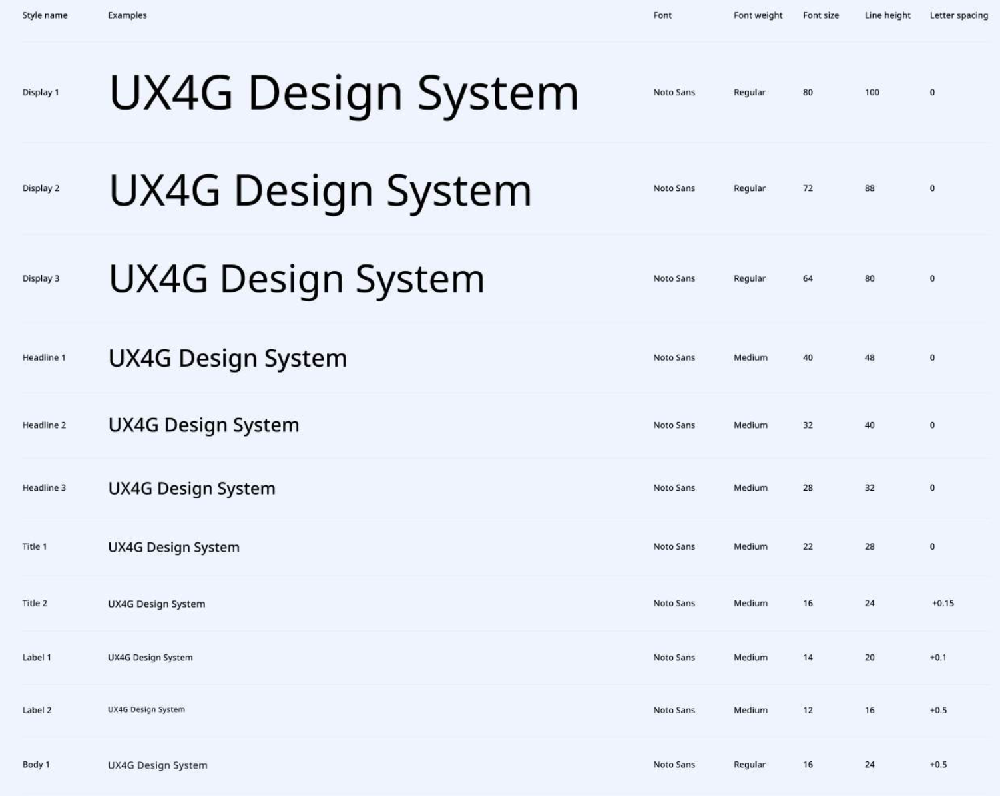 Style name Examples Font Font weight Font size Line height Letter spacing
Display 1 UX4G Design System Noto Sans Regular 80 100 0
Display 2 UX4G Design System Noto Sans Regular 72 88 0
Display 3 UX4G Design System Noto Sans Regular 64 80 0
Headline 1 UX4G Design System Noto Sans Medium 40 48 0
Headline 2 UX4G Design System Noto Sans Medium 32 40 0
Headline 3 UX4G Design System Noto Sans Medium 28 32 0
Title 1 UX4G Design System Noto Sans Medium 22 28 0
Title 2 UX4G Design System Noto Sans Medium 16 24 +0.15
Label 1 UX4G Design System Noto Sans Medium 14 20 +0.1
Label 2 UX4G Design System Noto Sans Medium 12 16 +0.5
Body 1 UX4G Design System Noto Sans Regular 16 24 +0.5